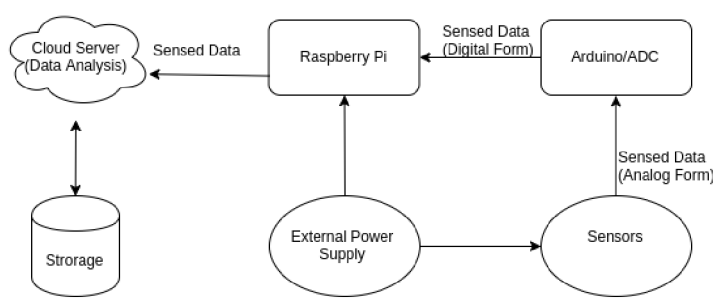 Cloud Server
(Data Analysis)
Sensed Data
Raspberry Pi
Sensed Data
(Digital Form)
Arduino/ADC
Sensed Data
(Analog Form)
Strorage
External Power
Supply
Sensors